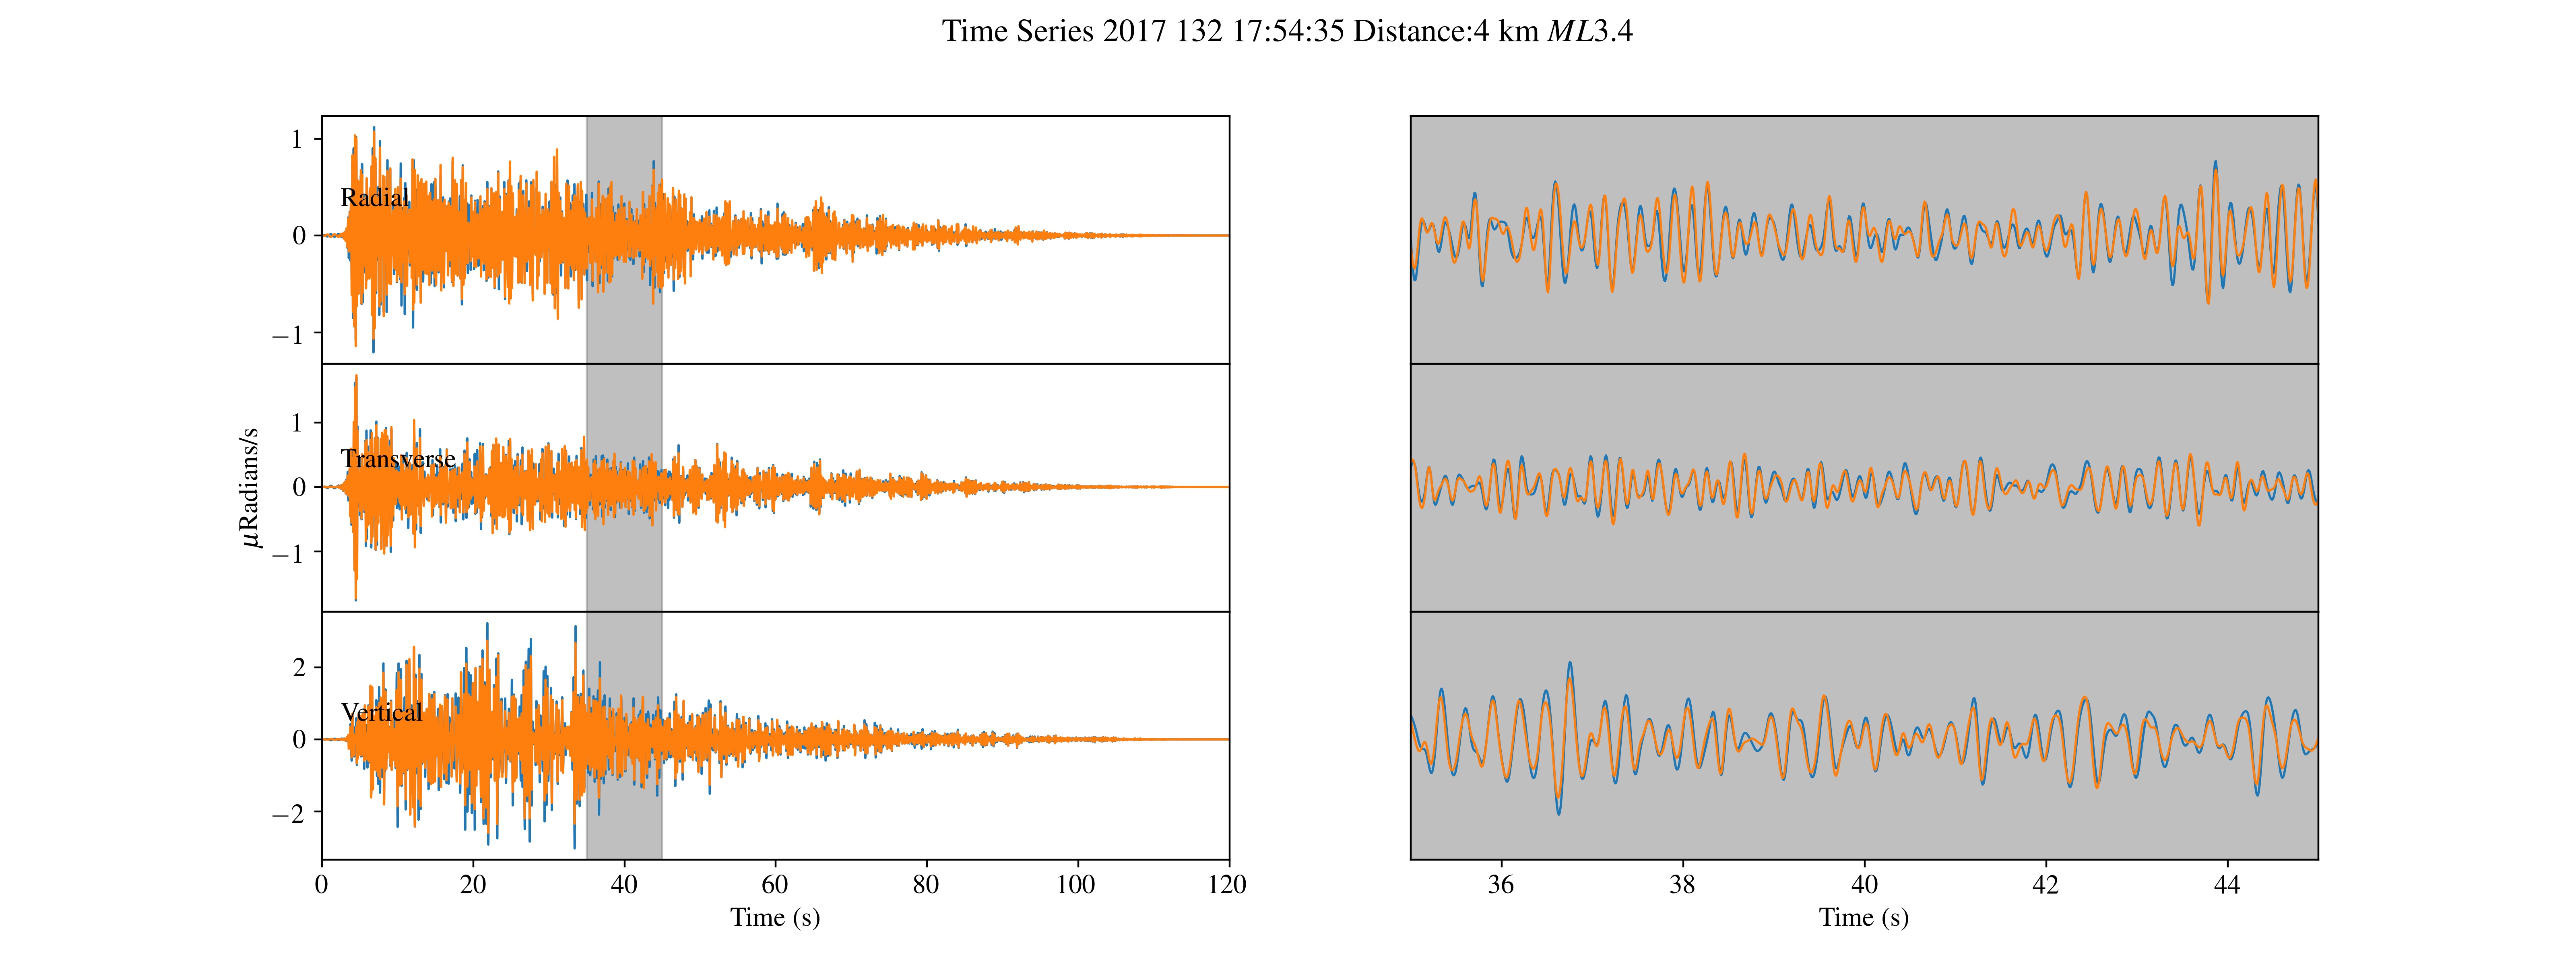 Time Series 2017 132 17:54:35 Distance:4 km ML3.4
1
Radial
0
−1
1
Transverse
0
−1
μRadians/s
2
Vertical
0
−2
0 20 40 60 80 100 120
Time (s)
36 38 40 42 44
Time (s)